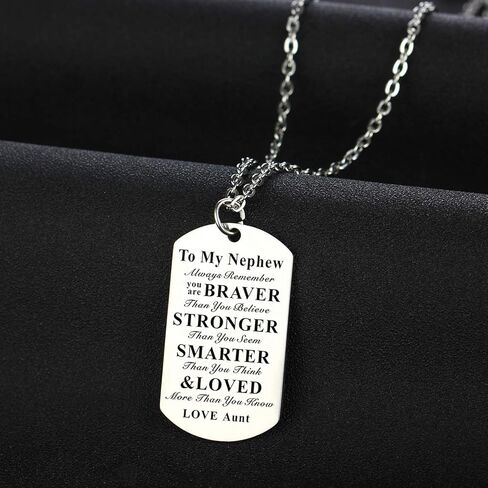 To My Nephew
Always Remember
you are BRAVER
Than You Believe
STRONGER
Than You Seem
SMARTER
Than You Think
&LOVED
More Than You Know
LOVE Aunt